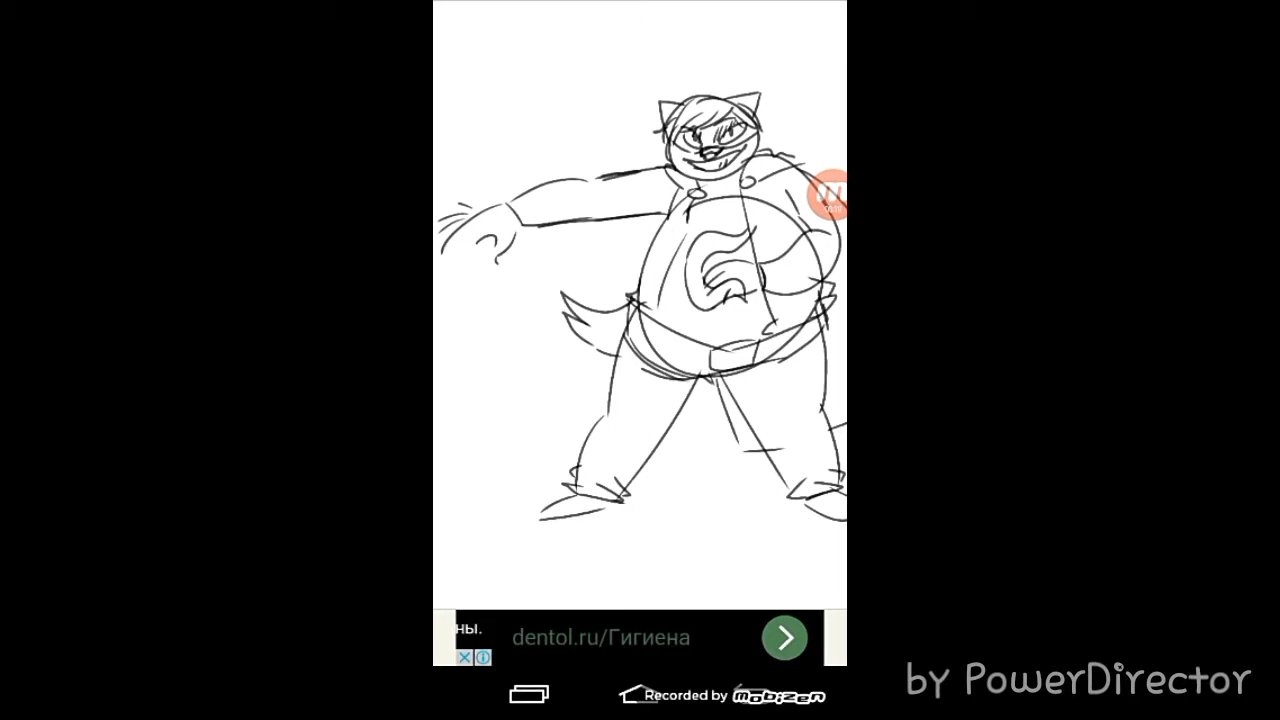 ны.
dentol.ru/Гигиена
Recorded by mobizen
by PowerDirector